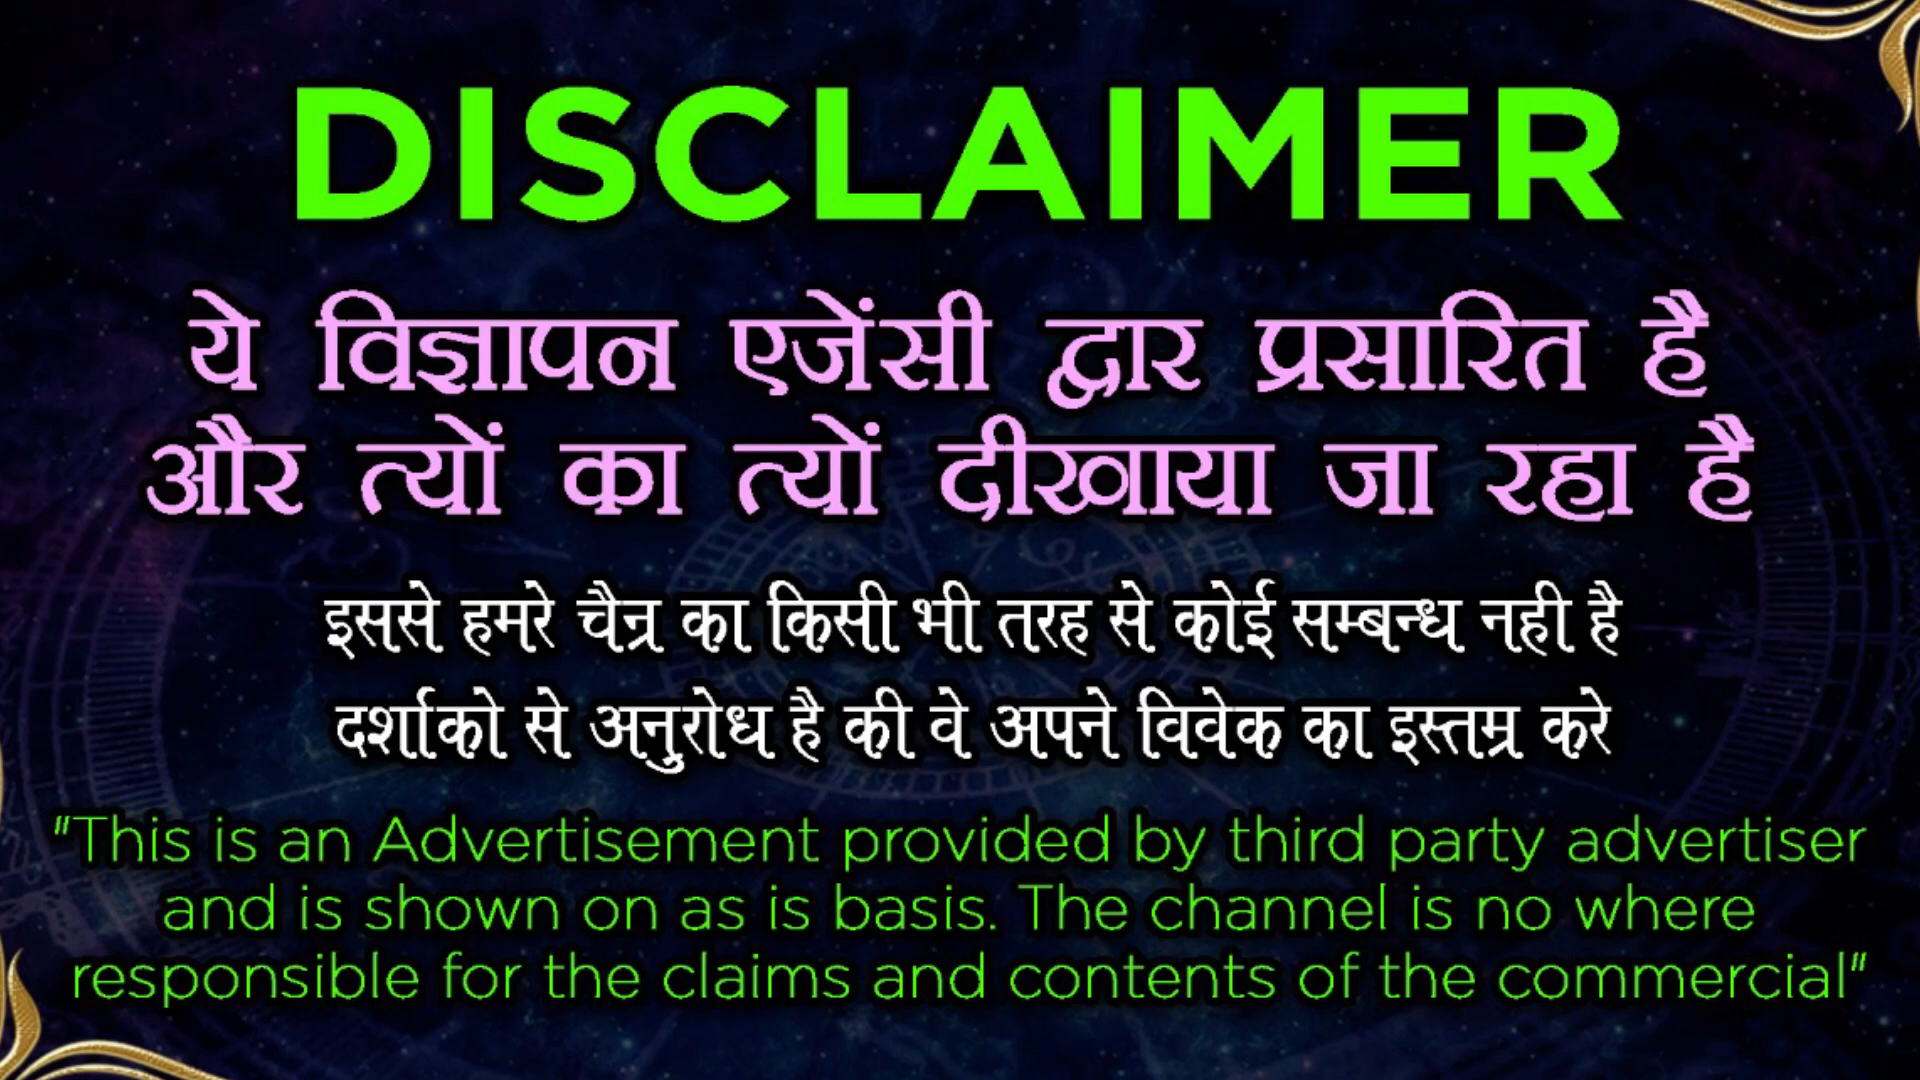 DISCLAIMER
ये विज्ञापन एजेंसी द्वार प्रसारित है
और त्यों का त्यों दीखाया जा रहा है
इससे हमरे चैन्र का किसी भी तरह से कोई सम्बन्ध नही है
दर्शाको से अनुरोध है की वे अपने विवेक का इस्तम्र करे
"This is an Advertisement provided by third party advertiser
and is shown on as is basis. The channel is no where
responsible for the claims and contents of the commercial"